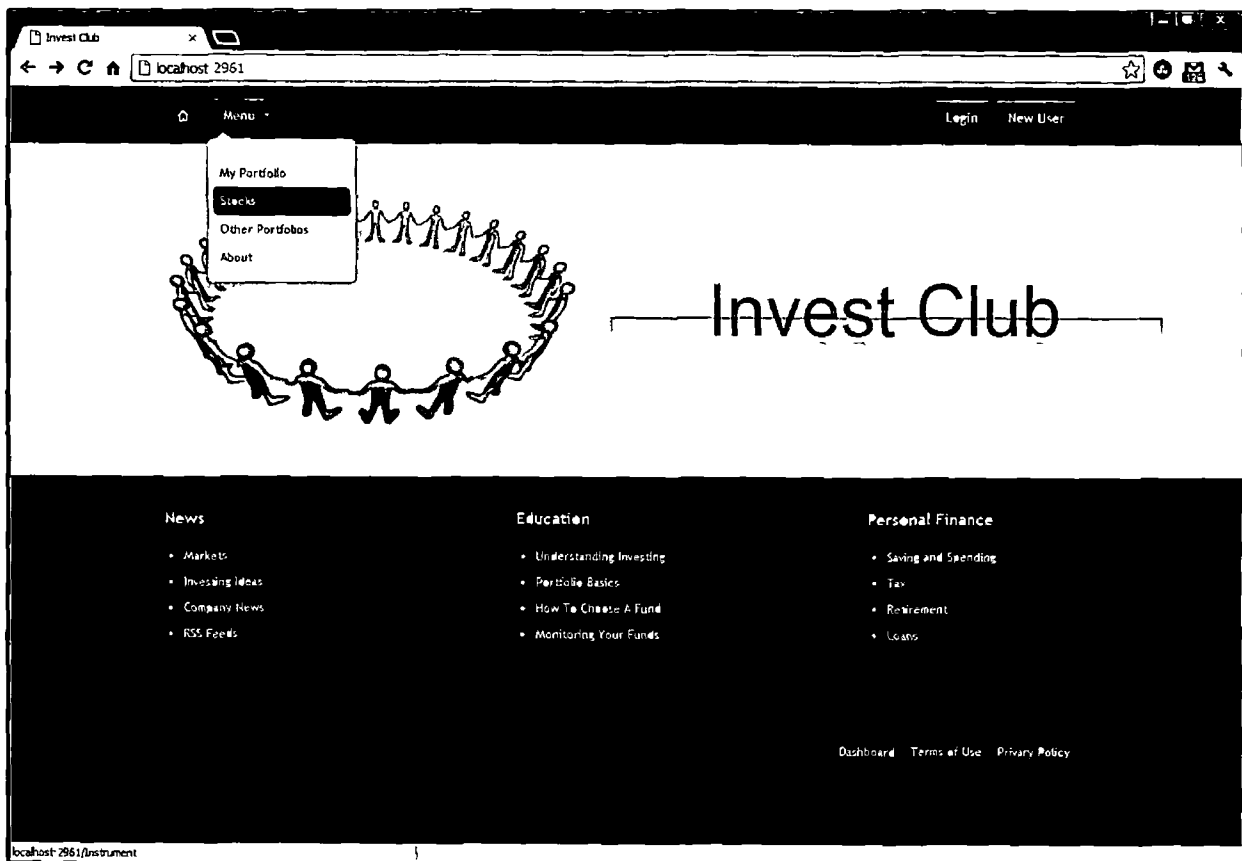 Invest Club
localhost 2961
Menu
Login New User
My Portfolio
Stocks
Other Portfolios
About
Invest Club
News
Markets
Investing Ideas
Company News
RSS Feeds
Education
Understanding Investing
Portfolio Basics
How To Choose A Fund
Monitoring Your Funds
Personal Finance
Saving and Spending
Tax
Retirement
Loans
Dashboard Terms of Use Privacy Policy
localhost 2961/Instrument